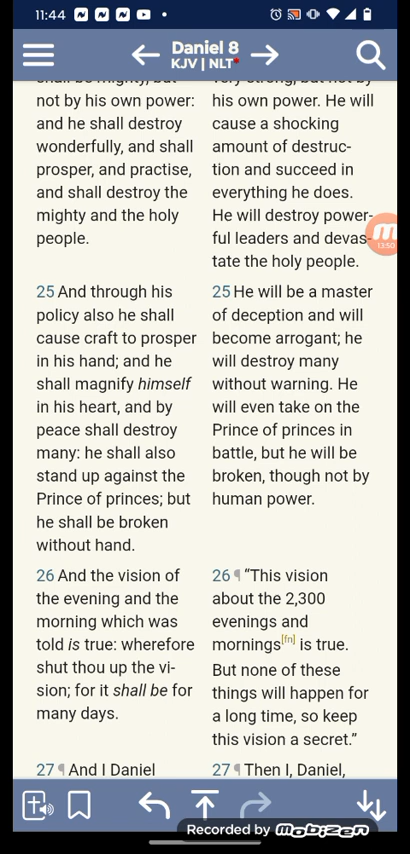 11:44
Daniel 8
KJV | NLT
shall be mighty, but
not by his own power:
and he shall destroy
wonderfully, and shall
prosper, and practise,
and shall destroy the
mighty and the holy
people.
25 And through his
policy also he shall
cause craft to prosper
in his hand; and he
shall magnify himself
in his heart, and by
peace shall destroy
many: he shall also
stand up against the
Prince of princes; but
he shall be broken
without hand.
26 And the vision of
the evening and the
morning which was
told is true: wherefore
shut thou up the vi-
sion; for it shall be for
many days.
27 ¶ And I Daniel
very strong, but not by
his own power. He will
cause a shocking
amount of destruc-
tion and succeed in
everything he does.
He will destroy power-
ful leaders and devas-
tate the holy people.
25 He will be a master
of deception and will
become arrogant; he
will destroy many
without warning. He
will even take on the
Prince of princes in
battle, but he will be
broken, though not by
human power.
26 ¶ “This vision
about the 2,300
evenings and
mornings[fn] is true.
But none of these
things will happen for
a long time, so keep
this vision a secret.”
27 ¶ Then I, Daniel,
13:50
Recorded by Mobizen